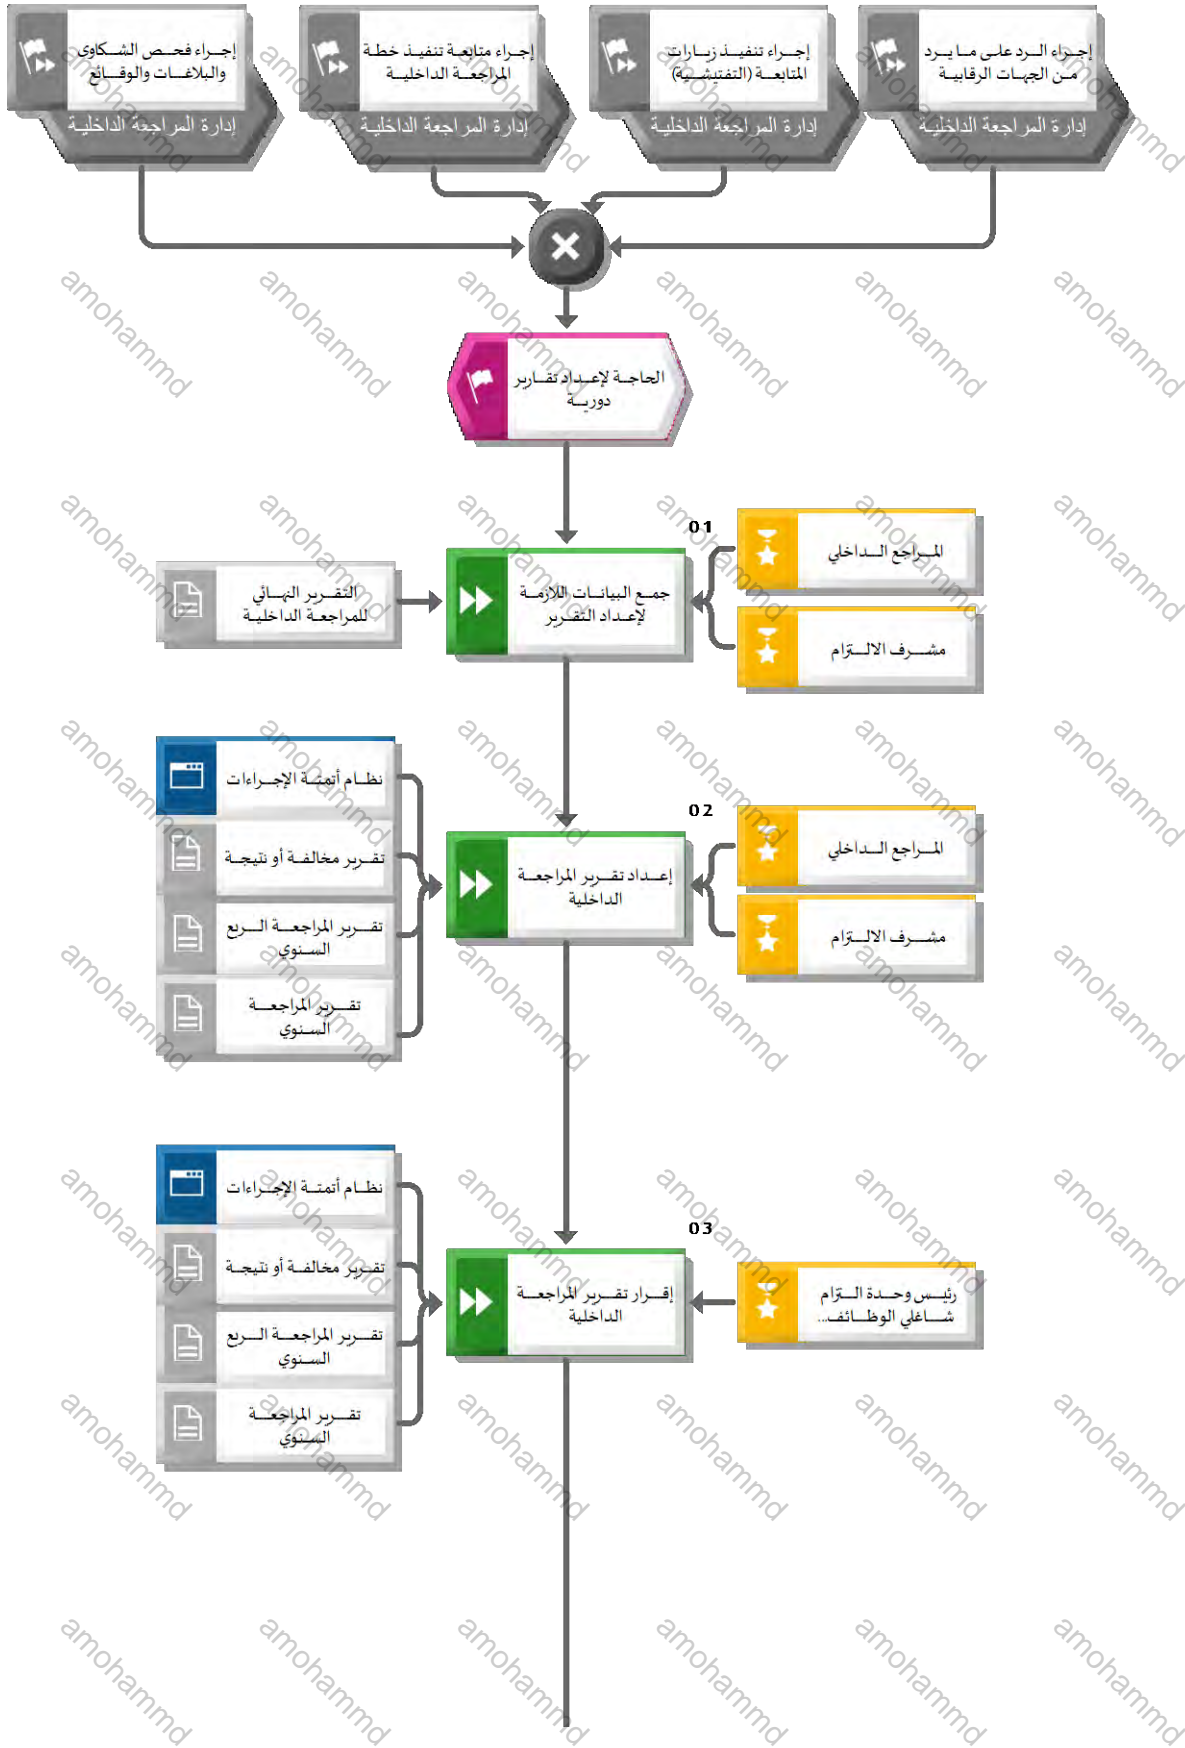 إجراء الرد على ما يرد
من الجهات الرقابية
إدارة المراجعة الداخلية
إجراء تنفيذ زيارات
المتابعة (التفتيشية)
إدارة المراجعة الداخلية
إجراء متابعة تنفيذ خطة
المراجعة الداخلية
إدارة المراجعة الداخلية
إجراء فحص الشكاوى
والبلاغات والوقائع
إدارة المراجعة الداخلية
الحاجة لإعداد تقارير
دورية
01
المراجع الداخلي
مشرف الالتزام
جمع البيانات اللازمة
لإعداد التقرير
التقرير النهائي
للمراجعة الداخلية
02
المراجع الداخلي
مشرف الالتزام
إعداد تقرير المراجعة
الداخلية
نظام أتمتة الإجراءات
تقرير مخالفة أو نتيجة
تقرير المراجعة الربع
السنوي
تقرير المراجعة
السنوي
03
رئيس وحدة التزام
شاغلي الوظائف...
إقرار تقرير المراجعة
الداخلية
نظام أتمتة الإجراءات
تقرير مخالفة أو نتيجة
تقرير المراجعة الربع
السنوي
تقرير المراجعة
السنوي
amohammd